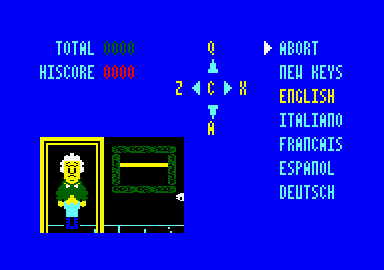 TOTAL 0000
HISCORE 0000
Q
Z C X
A
ABORT
NEW KEYS
ENGLISH
ITALIANO
FRANCAIS
ESPANOL
DEUTSCH